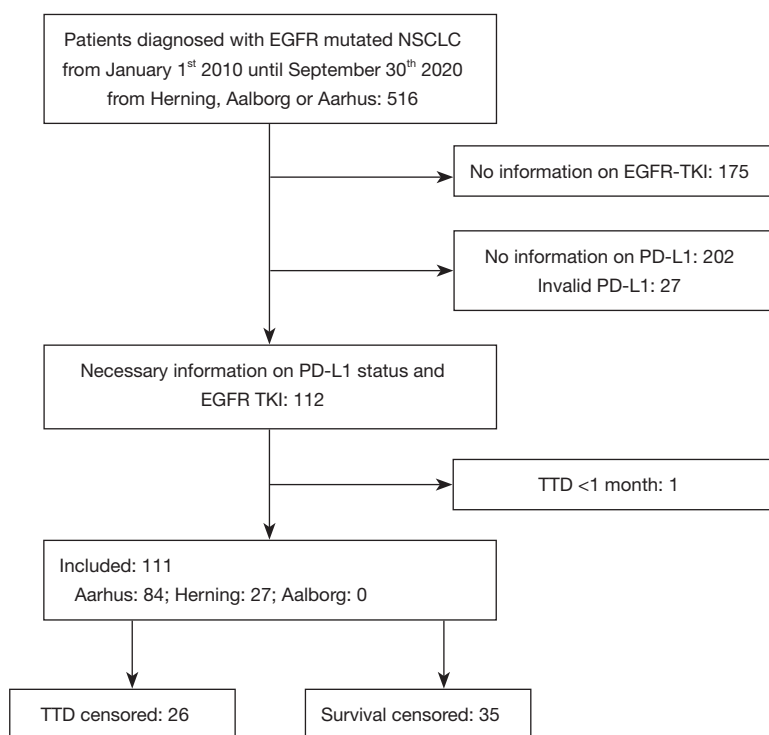 Patients diagnosed with EGFR mutated NSCLC
from January 1st 2010 until September 30th 2020
from Herning, Aalborg or Aarhus: 516
No information on EGFR-TKI: 175
No information on PD-L1: 202
Invalid PD-L1: 27
Necessary information on PD-L1 status and
EGFR TKI: 112
TTD <1 month: 1
Included: 111
Aarhus: 84; Herning: 27; Aalborg: 0
TTD censored: 26
Survival censored: 35